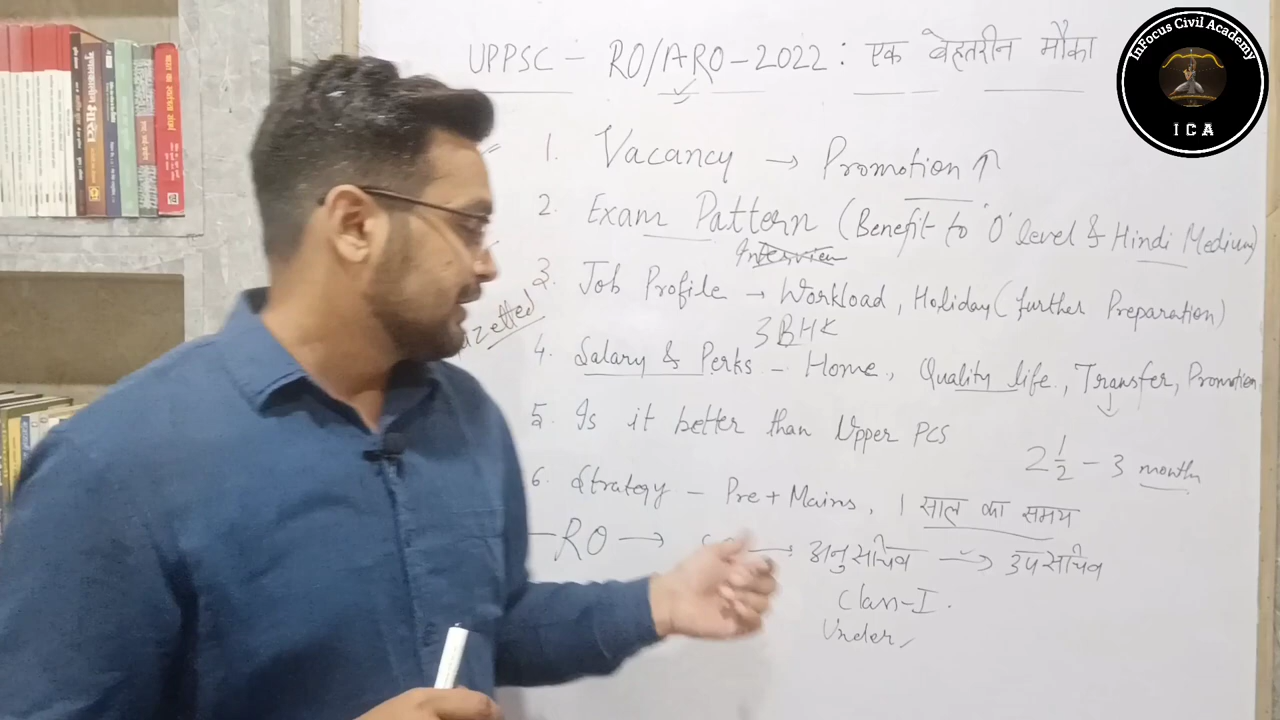 UPPSC – RO/ARO–2022 : एक बेहतरीन मौका
InFocus Civil Academy
ICA
1. Vacancy → Promotion ↑
2. Exam Pattern (Benefit to 'O' level & Hindi Medium)
Interview
3. Job Profile → Workload, Holiday (further Preparation)
azetted
3 BHK
4. Salary & Perks – Home, Quality life, Transfer, Promotion
5. Is it better than Upper PCS
2 1/2 – 3 month
6. Strategy – Pre + Mains, 1 साल का समय
RO → → अनुसचिव → उपसचिव
Class-I.
Under